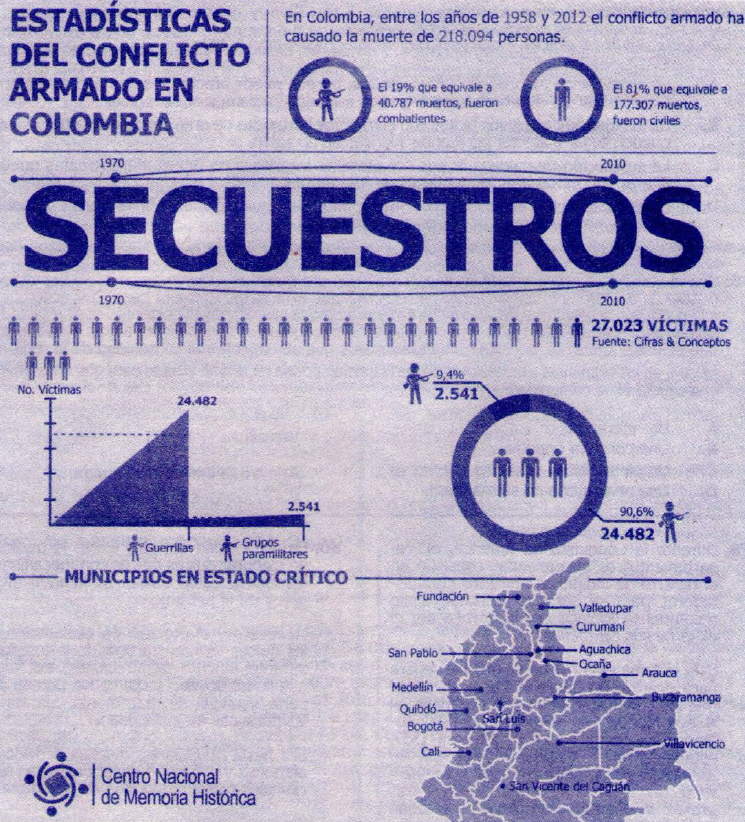 ESTADÍSTICAS
DEL CONFLICTO
ARMADO EN
COLOMBIA
En Colombia, entre los años de 1958 y 2012 el conflicto armado ha
causado la muerte de 218.094 personas.
El 19% que equivale a
40.787 muertos, fueron
combatientes
El 81% que equivale a
177.307 muertos,
fueron civiles
1970
2010
SECUESTROS
1970
2010
27.023 VÍCTIMAS
Fuente: Cifras & Conceptos
No. Víctimas
24.482
2.541
Guerrillas
Grupos
paramilitares
9,4%
2.541
90,6%
24.482
MUNICIPIOS EN ESTADO CRÍTICO
Fundación
Valledupar
Curumaní
San Pablo
Aguachica
Ocaña
Arauca
Medellín
Bucaramanga
Quibdó
San Luis
Bogotá
Cali
Villavicencio
San Vicente del Caguán
Centro Nacional
de Memoria Histórica